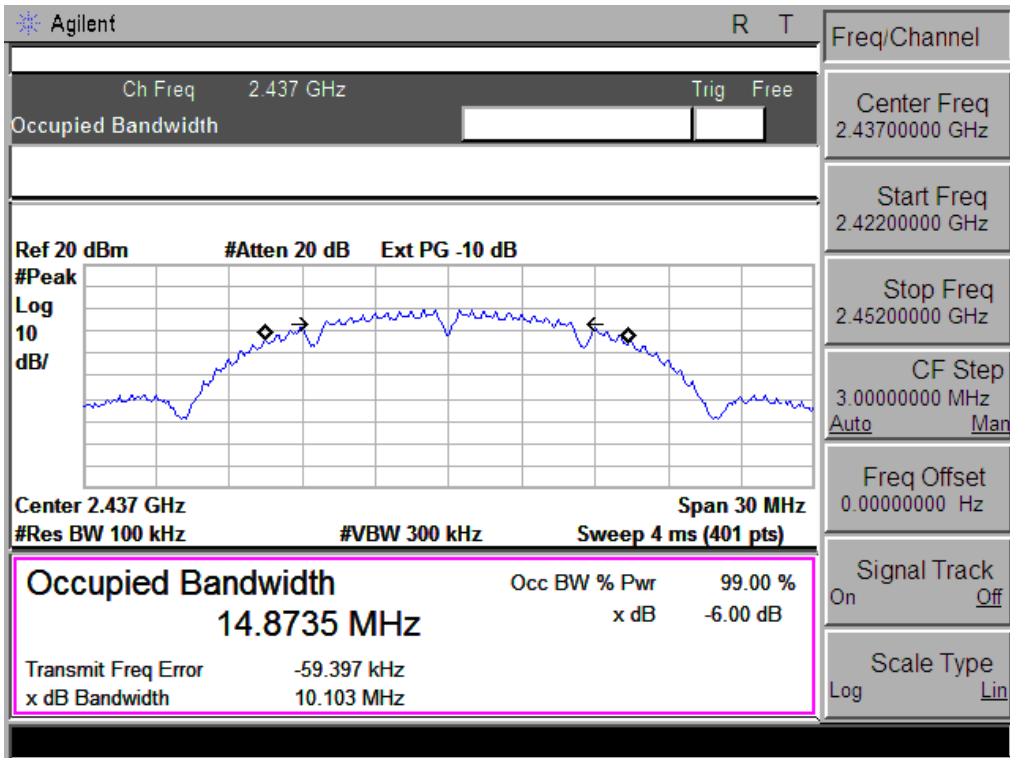 Agilent R T
Ch Freq 2.437 GHz Trig Free
Occupied Bandwidth
Ref 20 dBm #Atten 20 dB Ext PG -10 dB
#Peak
Log
10
dB/
Center 2.437 GHz Span 30 MHz
#Res BW 100 kHz #VBW 300 kHz Sweep 4 ms (401 pts)
Occupied Bandwidth Occ BW % Pwr 99.00 %
14.8735 MHz x dB -6.00 dB
Transmit Freq Error -59.397 kHz
x dB Bandwidth 10.103 MHz
Freq/Channel
Center Freq
2.43700000 GHz
Start Freq
2.42200000 GHz
Stop Freq
2.45200000 GHz
CF Step
3.00000000 MHz
Auto Man
Freq Offset
0.00000000 Hz
Signal Track
On Off
Scale Type
Log Lin